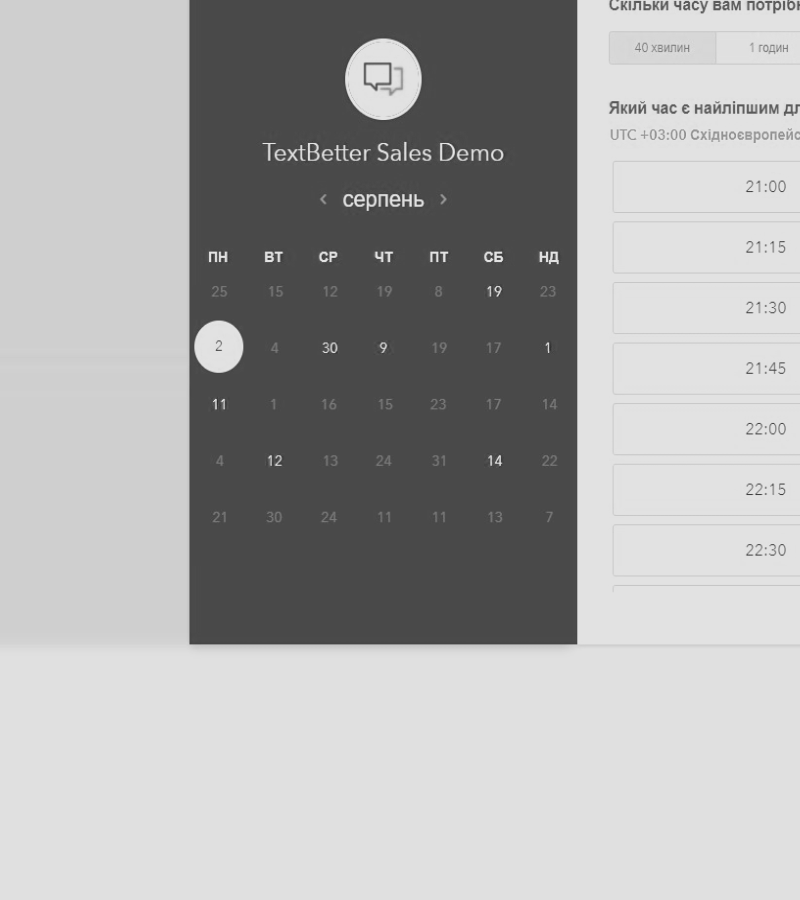 TextBetter Sales Demo
‹ серпень ›
ПН ВТ СР ЧТ ПТ СБ НД
25 15 12 19 8 19 23
2 4 30 9 19 17 1
11 1 16 15 23 17 14
4 12 13 24 31 14 22
21 30 24 11 11 13 7
Скільки часу вам
40 хвилин 1 годин
Який час є найліпшим
UTC +03:00
21:00
21:15
21:30
21:45
22:00
22:15
22:30